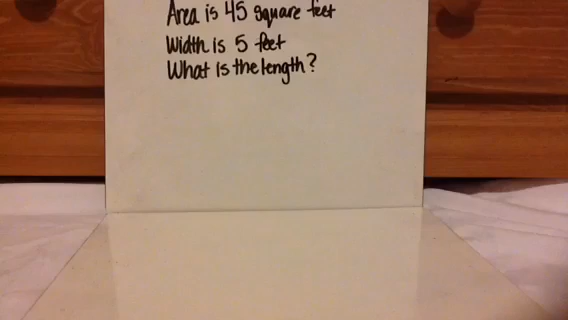 Area is 45 square feet
Width is 5 feet
What is the length?